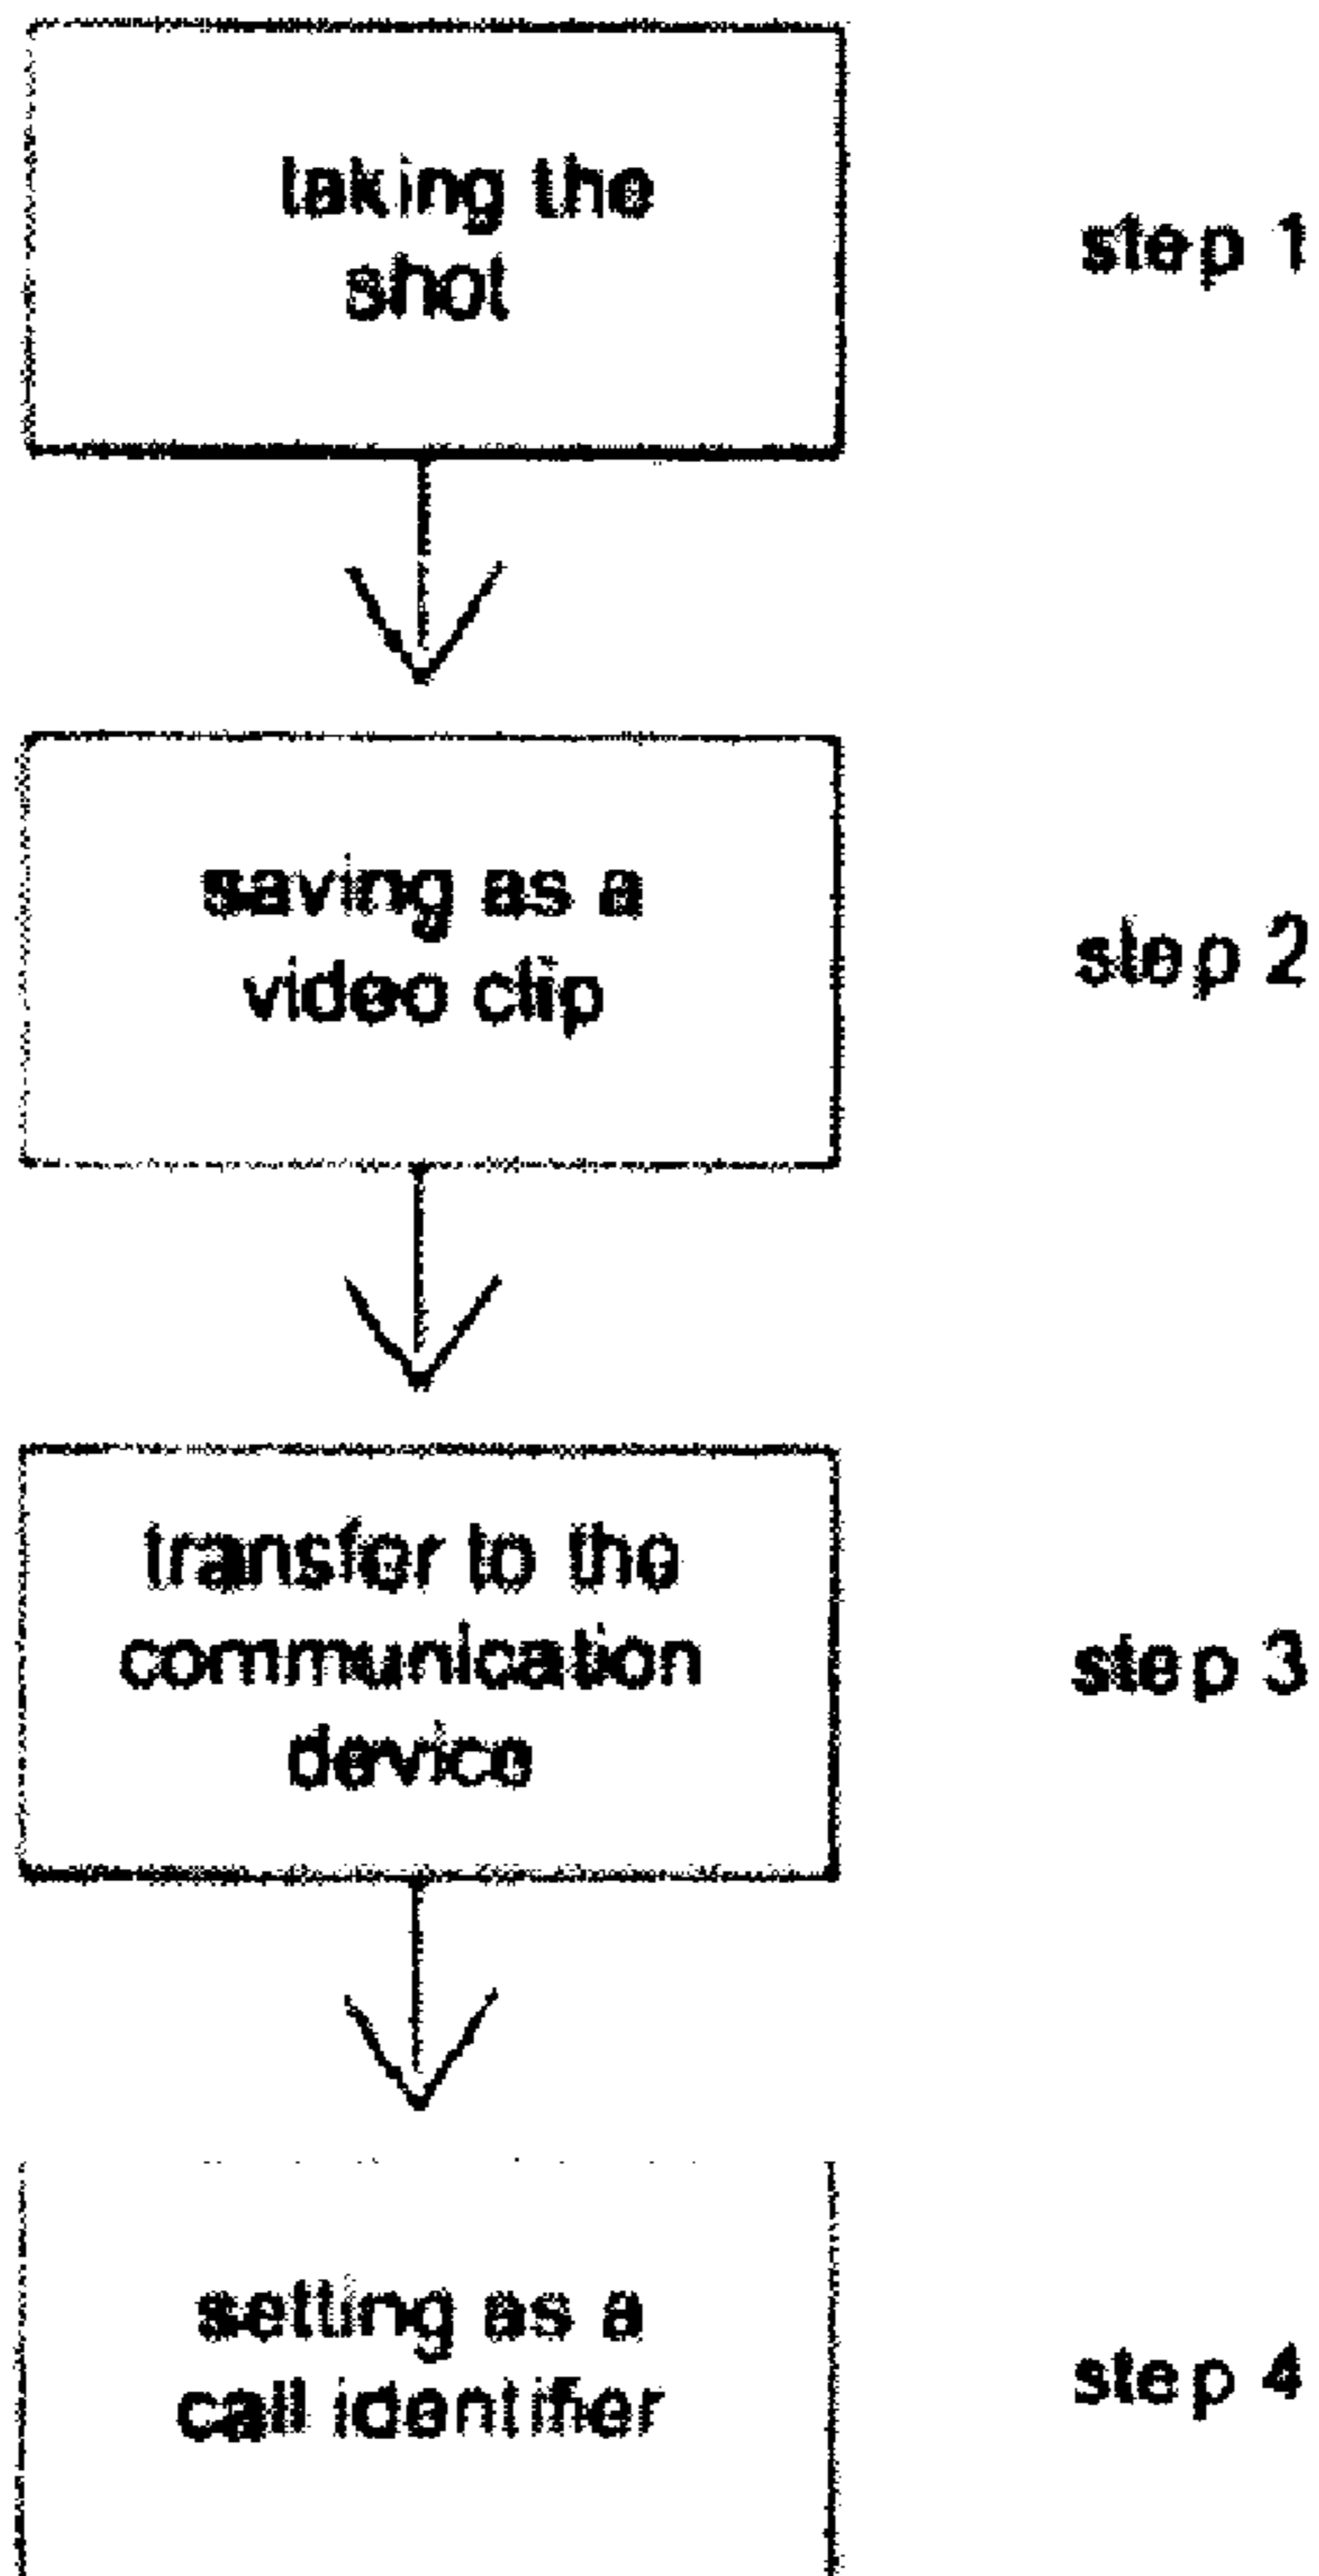 taking the
shot
step 1
saving as a
video clip
step 2
transfer to the
communication
device
step 3
setting as a
call identifier
step 4